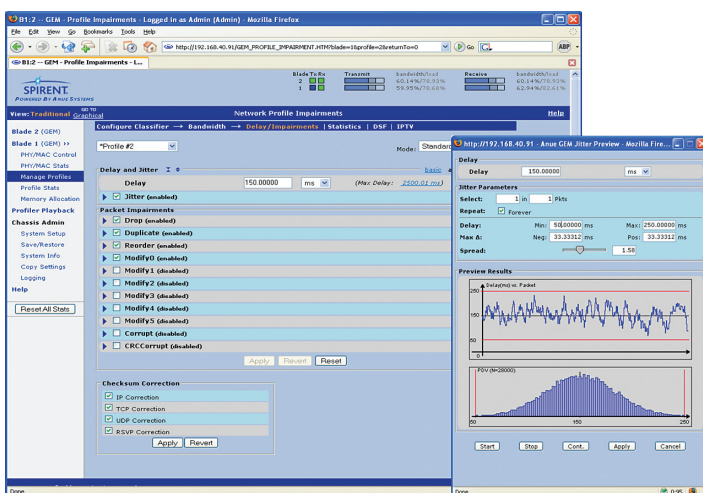 B1:2 -- GEM - Profile Impairments - Logged in as Admin (Admin) - Mozilla Firefox
File Edit View Go Bookmarks Tools Help
http://192.168.40.91/GEM_PROFILE_IMPAIRMENT.HTM?blade=1&profile=2&returnTo=0
Go
ABP
B1:2 -- GEM - Profile Impairments - L...
SPIRENT
POWERED BY ANUE SYSTEMS
Blade Tx Rx Transmit bandwidth/load Receive bandwidth/load
2 60.14%/78.93% 60.14%/78.93%
1 59.95%/78.68% 62.94%/82.61%
View: Traditional GO TO Graphical
Network Profile Impairments
Help
Configure Classifier → Bandwidth → Delay/Impairments | Statistics | DSF | IPTV
Blade 2 (GEM)
Blade 1 (GEM) >>
PHY/MAC Control
PHY/MAC Stats
Manage Profiles
Profile Stats
Memory Allocation
Profiler Playback
Chassis Admin
System Setup
Save/Restore
System Info
Copy Settings
Logging
Help
Reset All Stats
*Profile #2
Mode: Standard
Delay and Jitter
basic
Delay 150.00000 ms (Max Delay: 2500.01 ms)
Jitter (enabled)
Packet Impairments
Drop (enabled)
Duplicate (enabled)
Reorder (enabled)
Modify0 (enabled)
Modify1 (disabled)
Modify2 (disabled)
Modify3 (disabled)
Modify4 (disabled)
Modify5 (disabled)
Corrupt (disabled)
CRCCorrupt (disabled)
Apply Revert Reset
Checksum Correction
IP Correction
TCP Correction
UDP Correction
RSVP Correction
Apply Revert
Done
http://192.168.40.91 - Anue GEM Jitter Preview - Mozilla Fire...
Delay
150.00000 ms
Jitter Parameters
Select: 1 in 1 Pkts
Repeat: Forever
Delay: Min: 50.00000 ms Max: 250.00000 ms
Max Δ: Neg: 33.33312 ms Pos: 33.33312 ms
Spread: 1.58
Preview Results
Delay(ms) vs. Packet
250
150
50
0
PDV (N=28000)
50 150 250
Start Stop Cont. Apply Cancel
Done